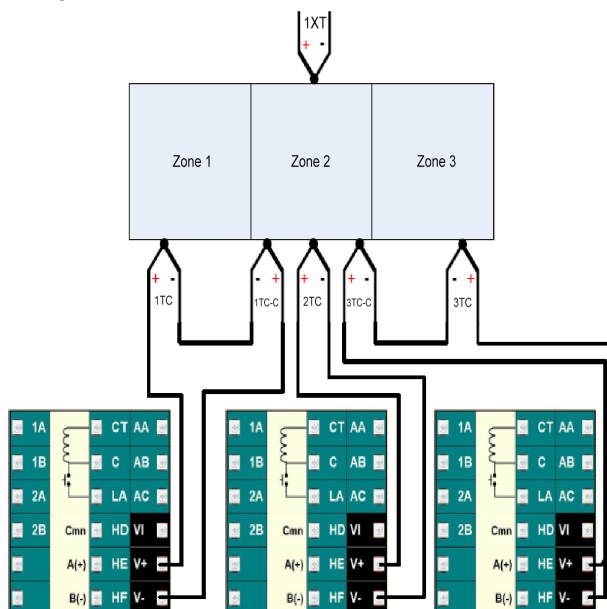 1XT
+ -
Zone 1 Zone 2 Zone 3
+ - - + + - + - - +
1TC 1TC-C 2TC 3TC-C 3TC
1A CT AA 1A CT AA 1A CT AA
1B C AB 1B C AB 1B C AB
2A LA AC 2A LA AC 2A LA AC
2B Cmn HD VI 2B Cmn HD VI 2B Cmn HD VI
A(+) HE V+ A(+) HE V+ A(+) HE V+
B(-) HF V- B(-) HF V- B(-) HF V-